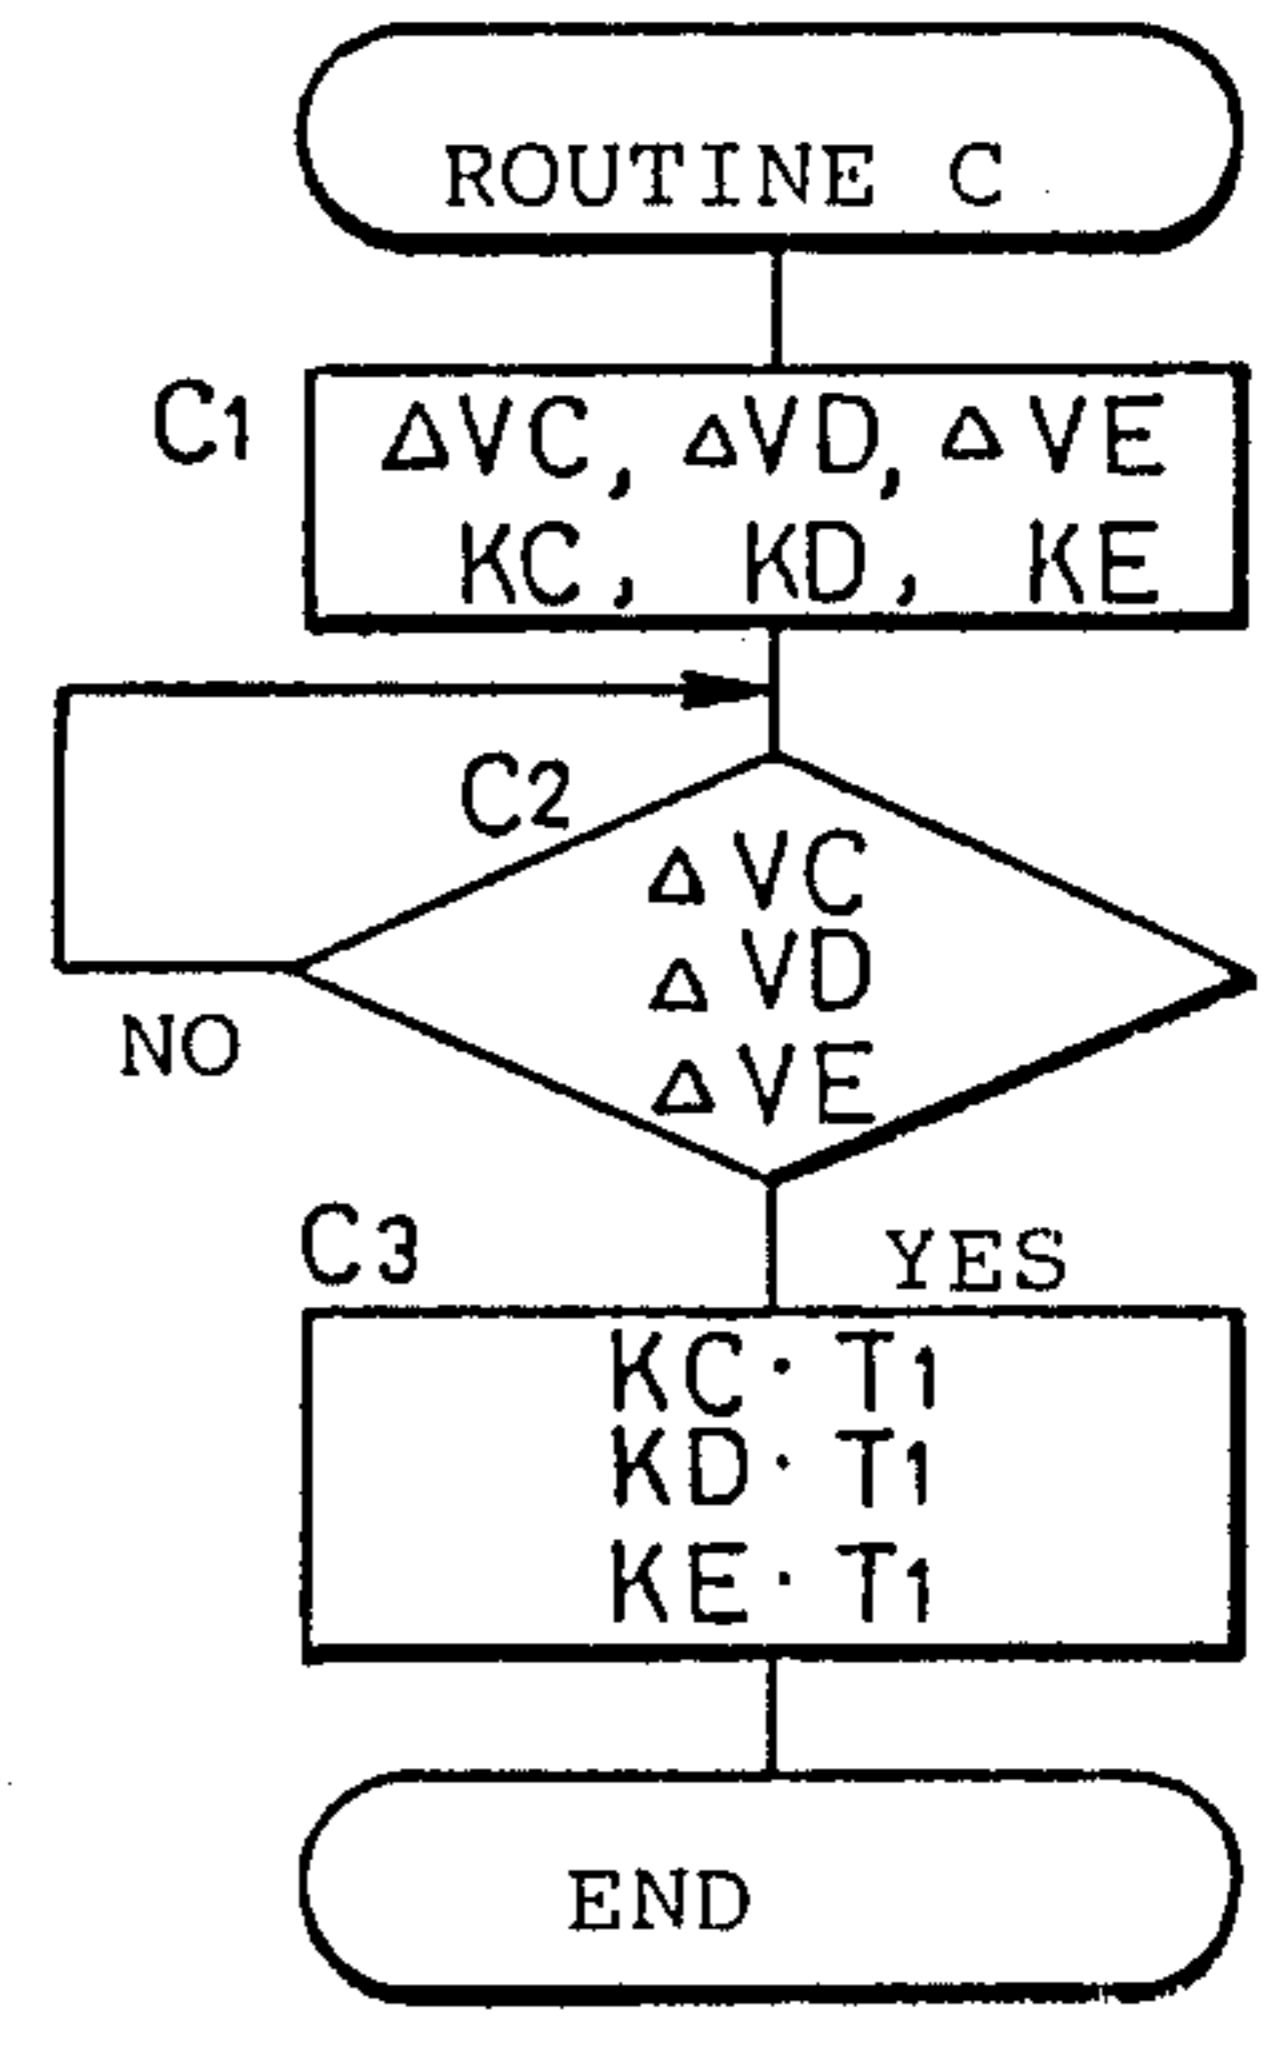 ROUTINE C
C1
ΔVC, ΔVD, ΔVE
KC, KD, KE
C2
ΔVC
ΔVD
ΔVE
NO
C3
YES
KC·T1
KD·T1
KE·T1
END